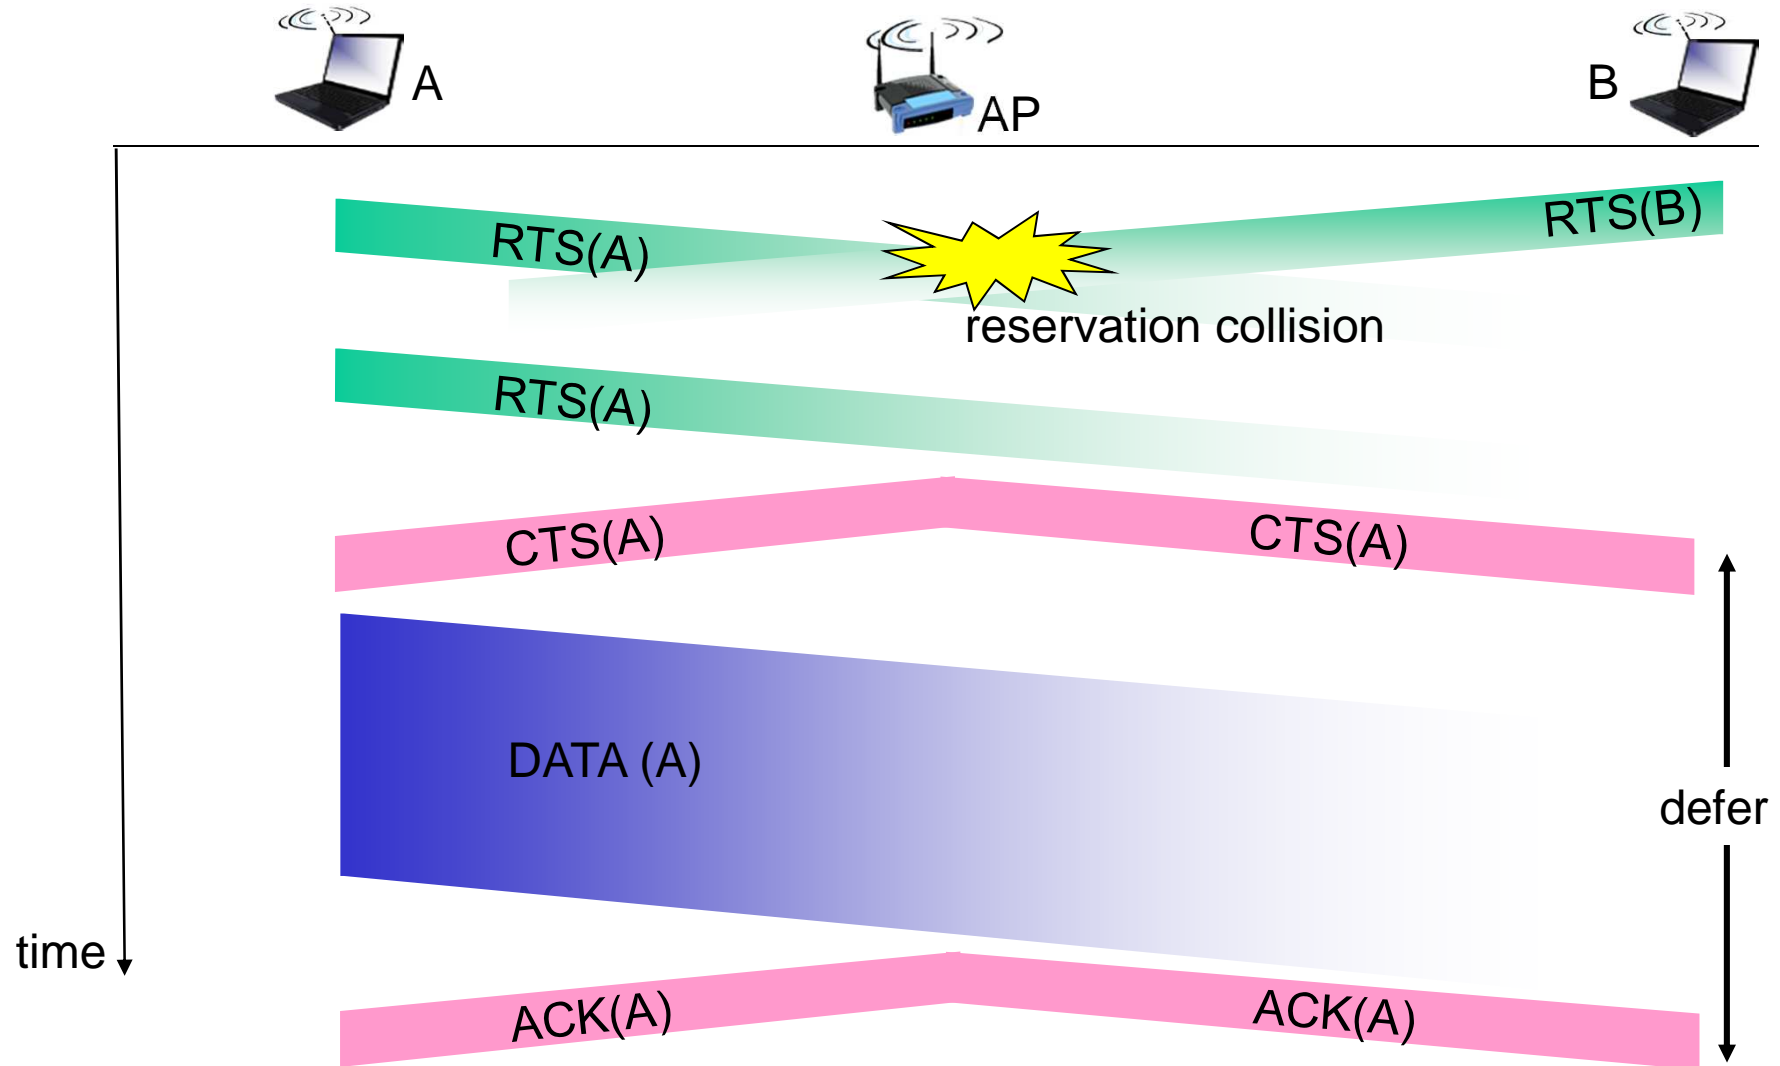 A
AP
B
RTS(A)
RTS(B)
reservation collision
RTS(A)
CTS(A)
CTS(A)
DATA (A)
defer
time
ACK(A)
ACK(A)